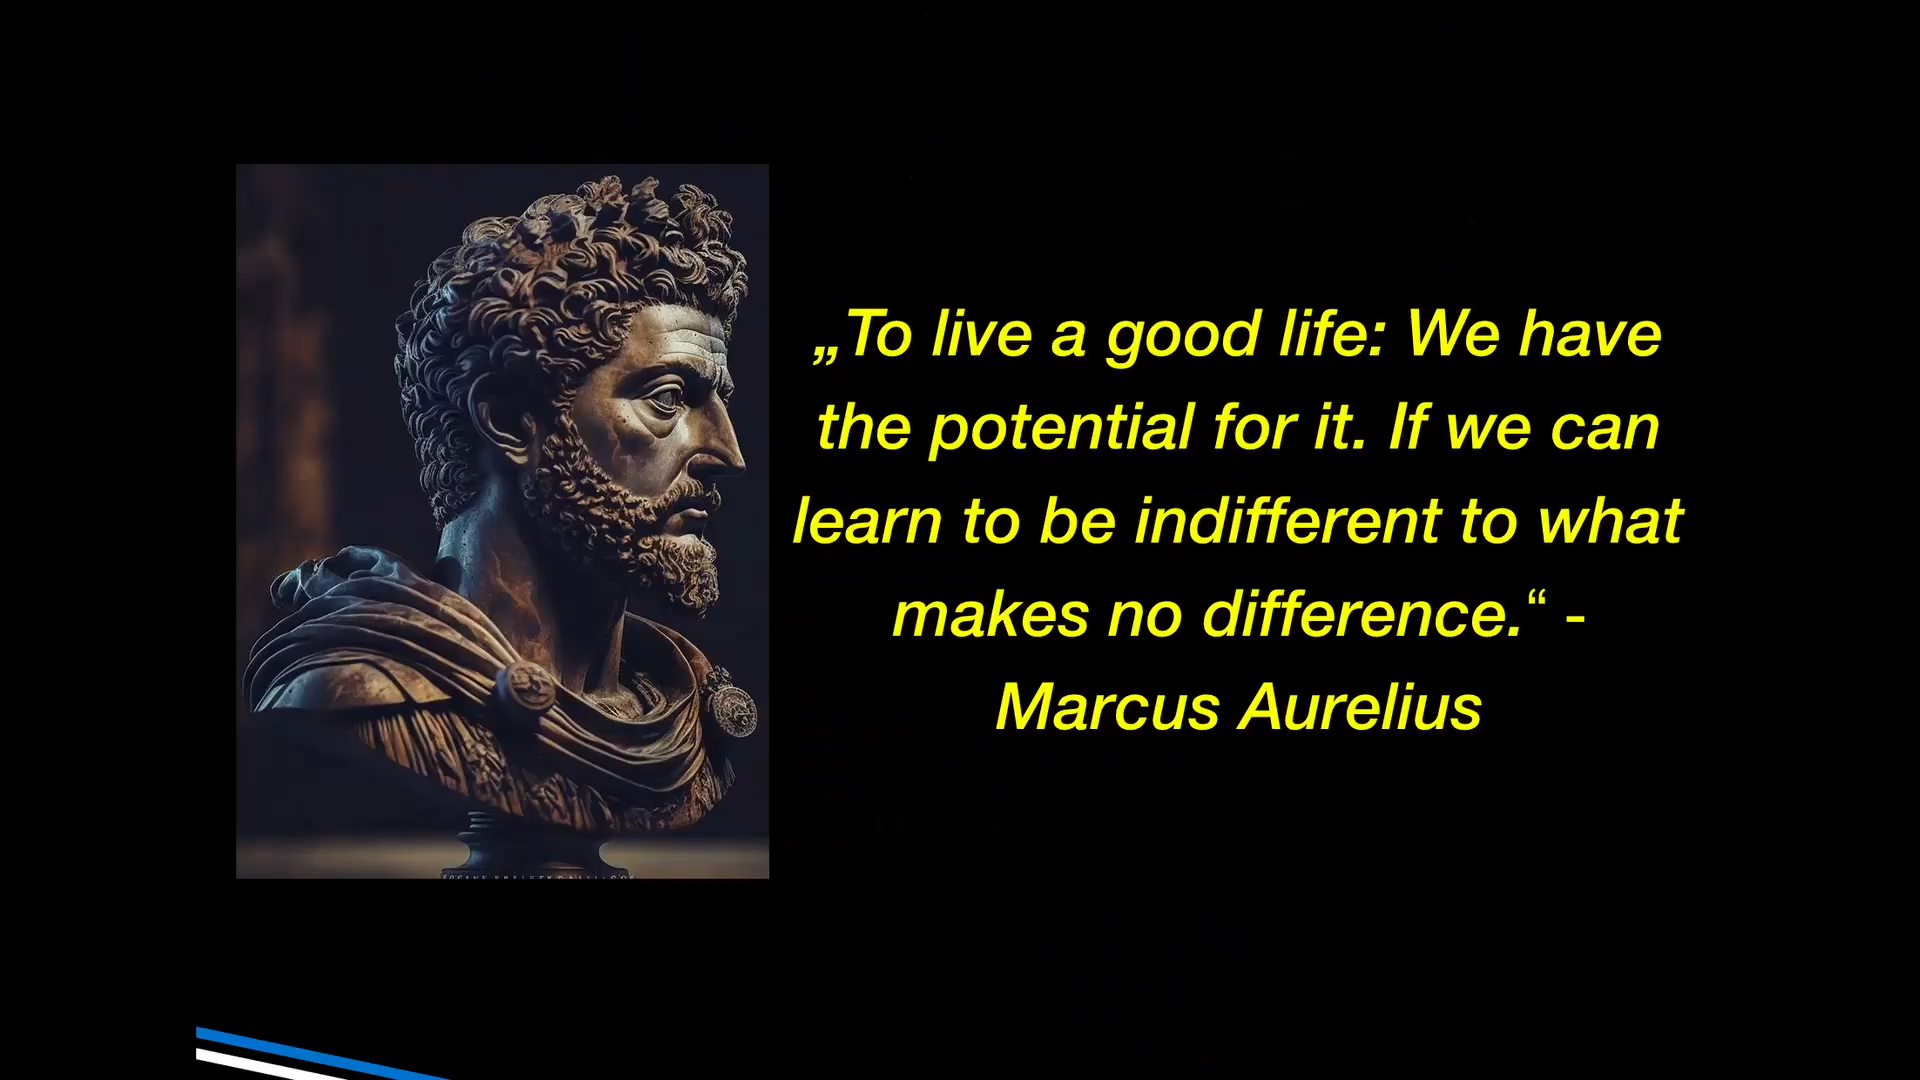 „To live a good life: We have
the potential for it. If we can
learn to be indifferent to what
makes no difference.“ -
Marcus Aurelius